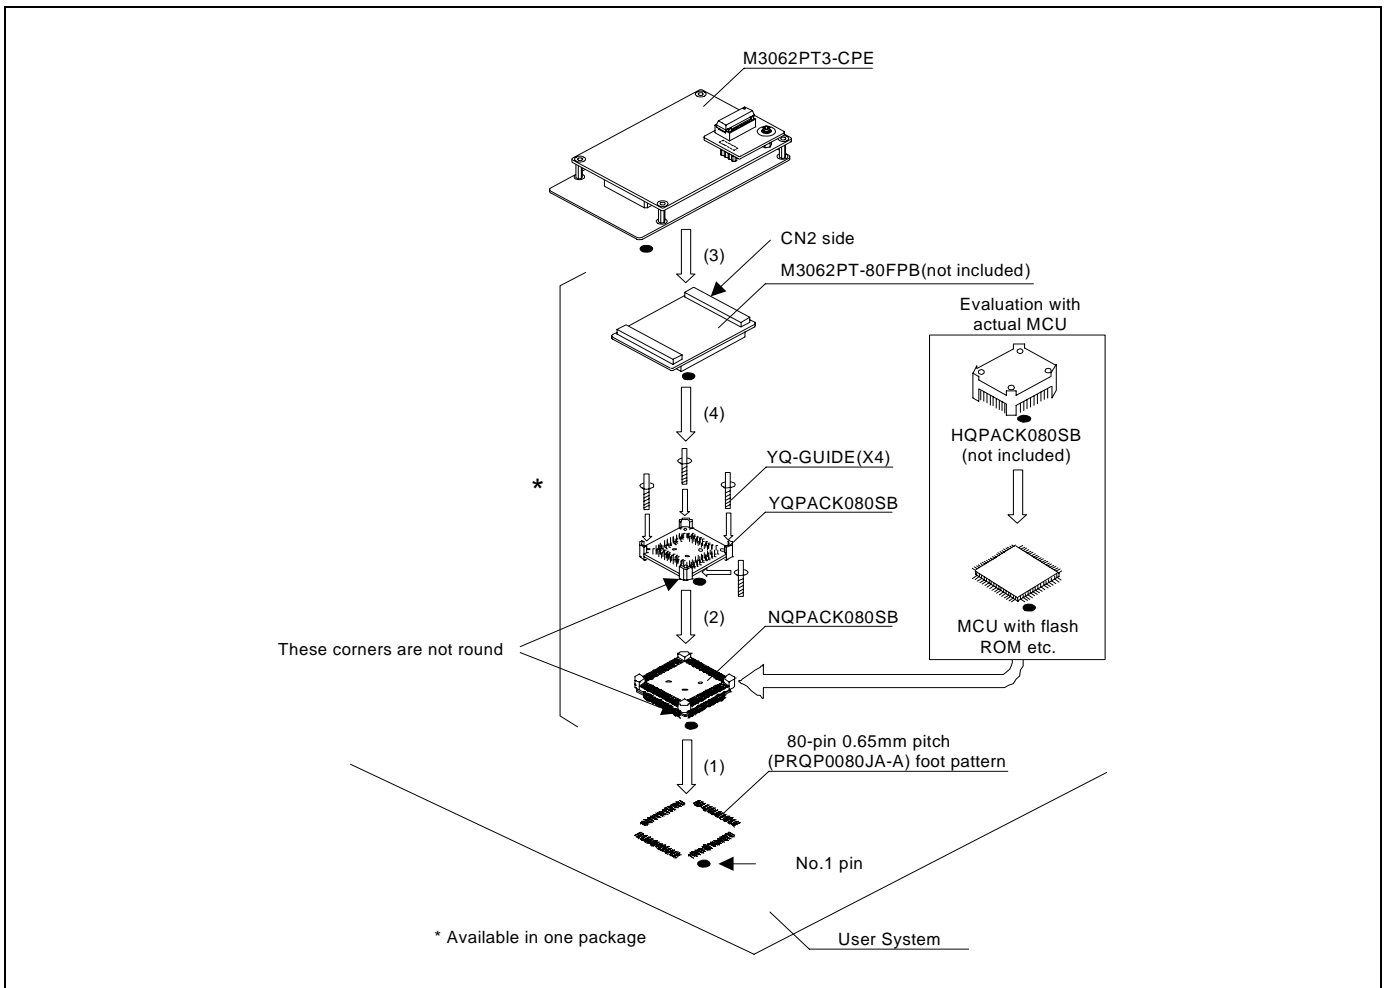 M3062PT3-CPE
(3)
CN2 side
M3062PT-80FPB(not included)
Evaluation with
actual MCU
(4)
HQPACK080SB
(not included)
YQ-GUIDE(X4)
*
YQPACK080SB
(2)
NQPACK080SB
MCU with flash
ROM etc.
These corners are not round
80-pin 0.65mm pitch
(PRQP0080JA-A) foot pattern
(1)
No.1 pin
* Available in one package
User System